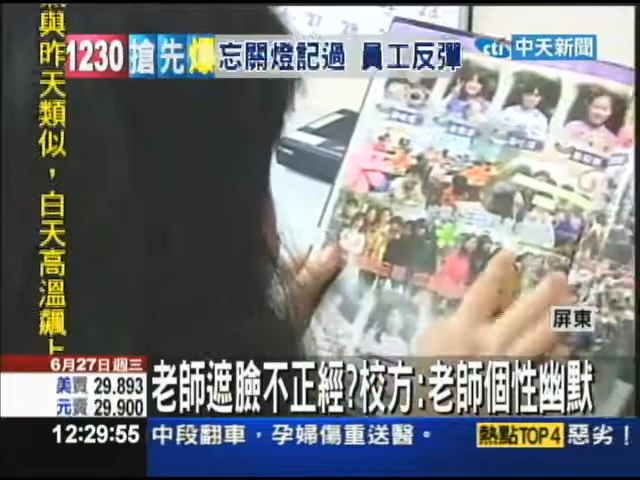 1230 搶先爆 忘關燈記過 員工反彈
cti 中天新聞
與昨天類似，白天高溫飆上
屏東
6月27日週三
美賣 29.893
元賣 29.900
老師遮臉不正經?校方:老師個性幽默
12:29:55
中段翻車，孕婦傷重送醫。
熱點TOP4 惡劣!